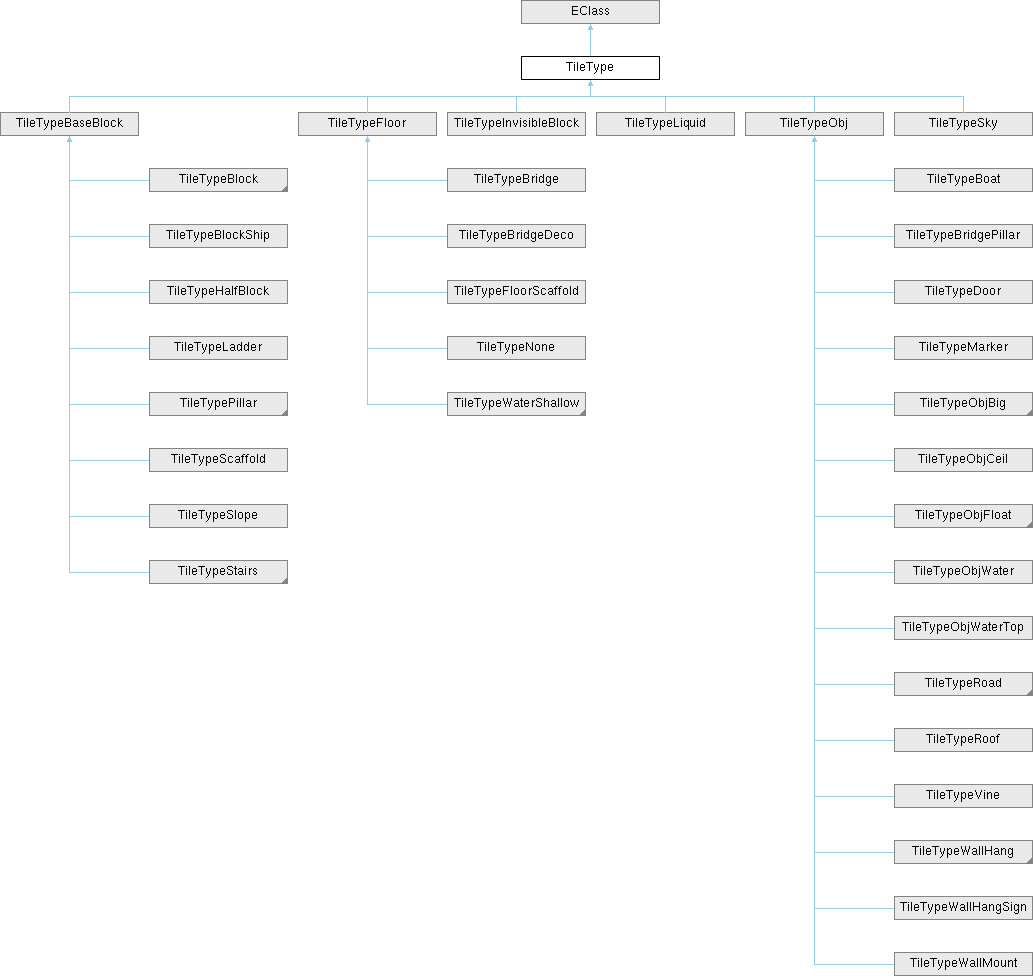 EClass
TileType
TileTypeBaseBlock
TileTypeFloor
TileTypeInvisibleBlock
TileTypeLiquid
TileTypeObj
TileTypeSky
TileTypeBlock
TileTypeBridge
TileTypeBoat
TileTypeBlockShip
TileTypeBridgeDeco
TileTypeBridgePillar
TileTypeHalfBlock
TileTypeFloorScaffold
TileTypeDoor
TileTypeLadder
TileTypeNone
TileTypeMarker
TileTypePillar
TileTypeWaterShallow
TileTypeObjBig
TileTypeScaffold
TileTypeObjCeil
TileTypeSlope
TileTypeObjFloat
TileTypeStairs
TileTypeObjWater
TileTypeObjWaterTop
TileTypeRoad
TileTypeRoof
TileTypeVine
TileTypeWallHang
TileTypeWallHangSign
TileTypeWallMount